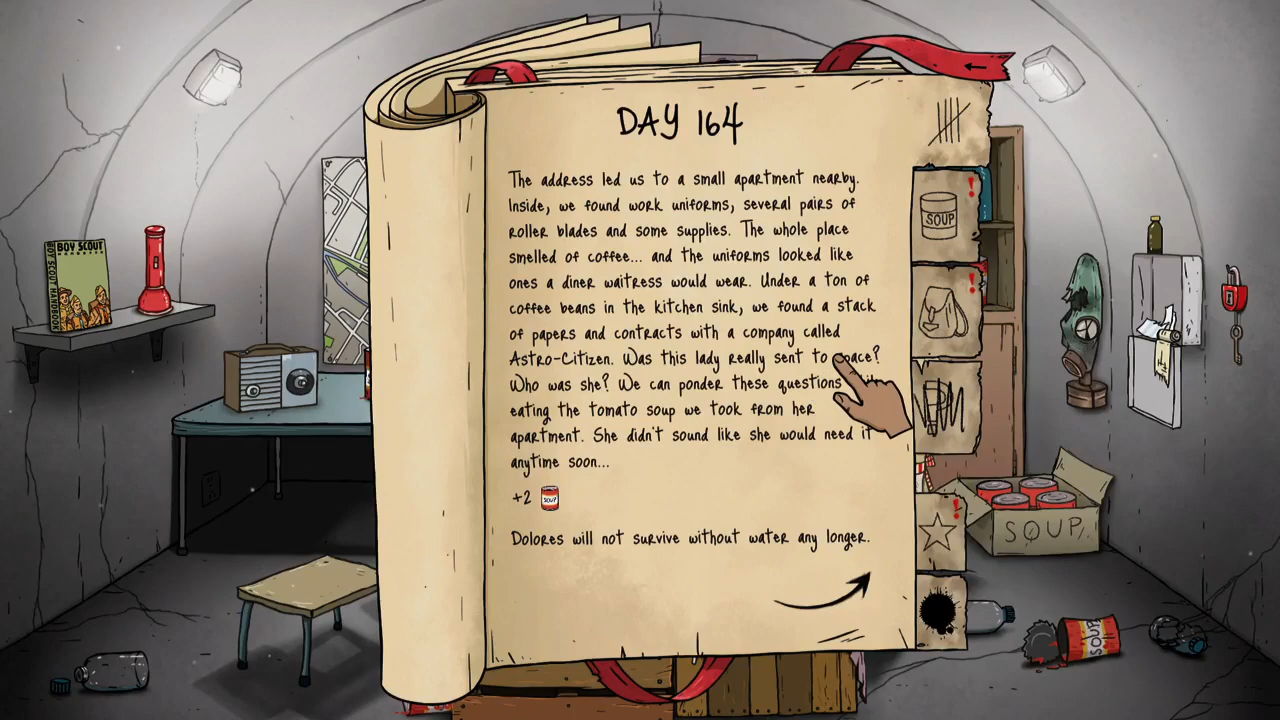 DAY 164
The address led us to a small apartment nearby.
Inside, we found work uniforms, several pairs of
roller blades and some supplies. The whole place
smelled of coffee... and the uniforms looked like
ones a diner waitress would wear. Under a ton of
coffee beans in the kitchen sink, we found a stack
of papers and contracts with a company called
Astro-Citizen. Was this lady really sent to space?
Who was she? We can ponder these questions
eating the tomato soup we took from her
apartment. She didn't sound like she would need it
anytime soon...
+2 SOUP
Dolores will not survive without water any longer.
SOUP
BOY SCOUT
BOY SCOUT HANDBOOK
SOUP
SOUP